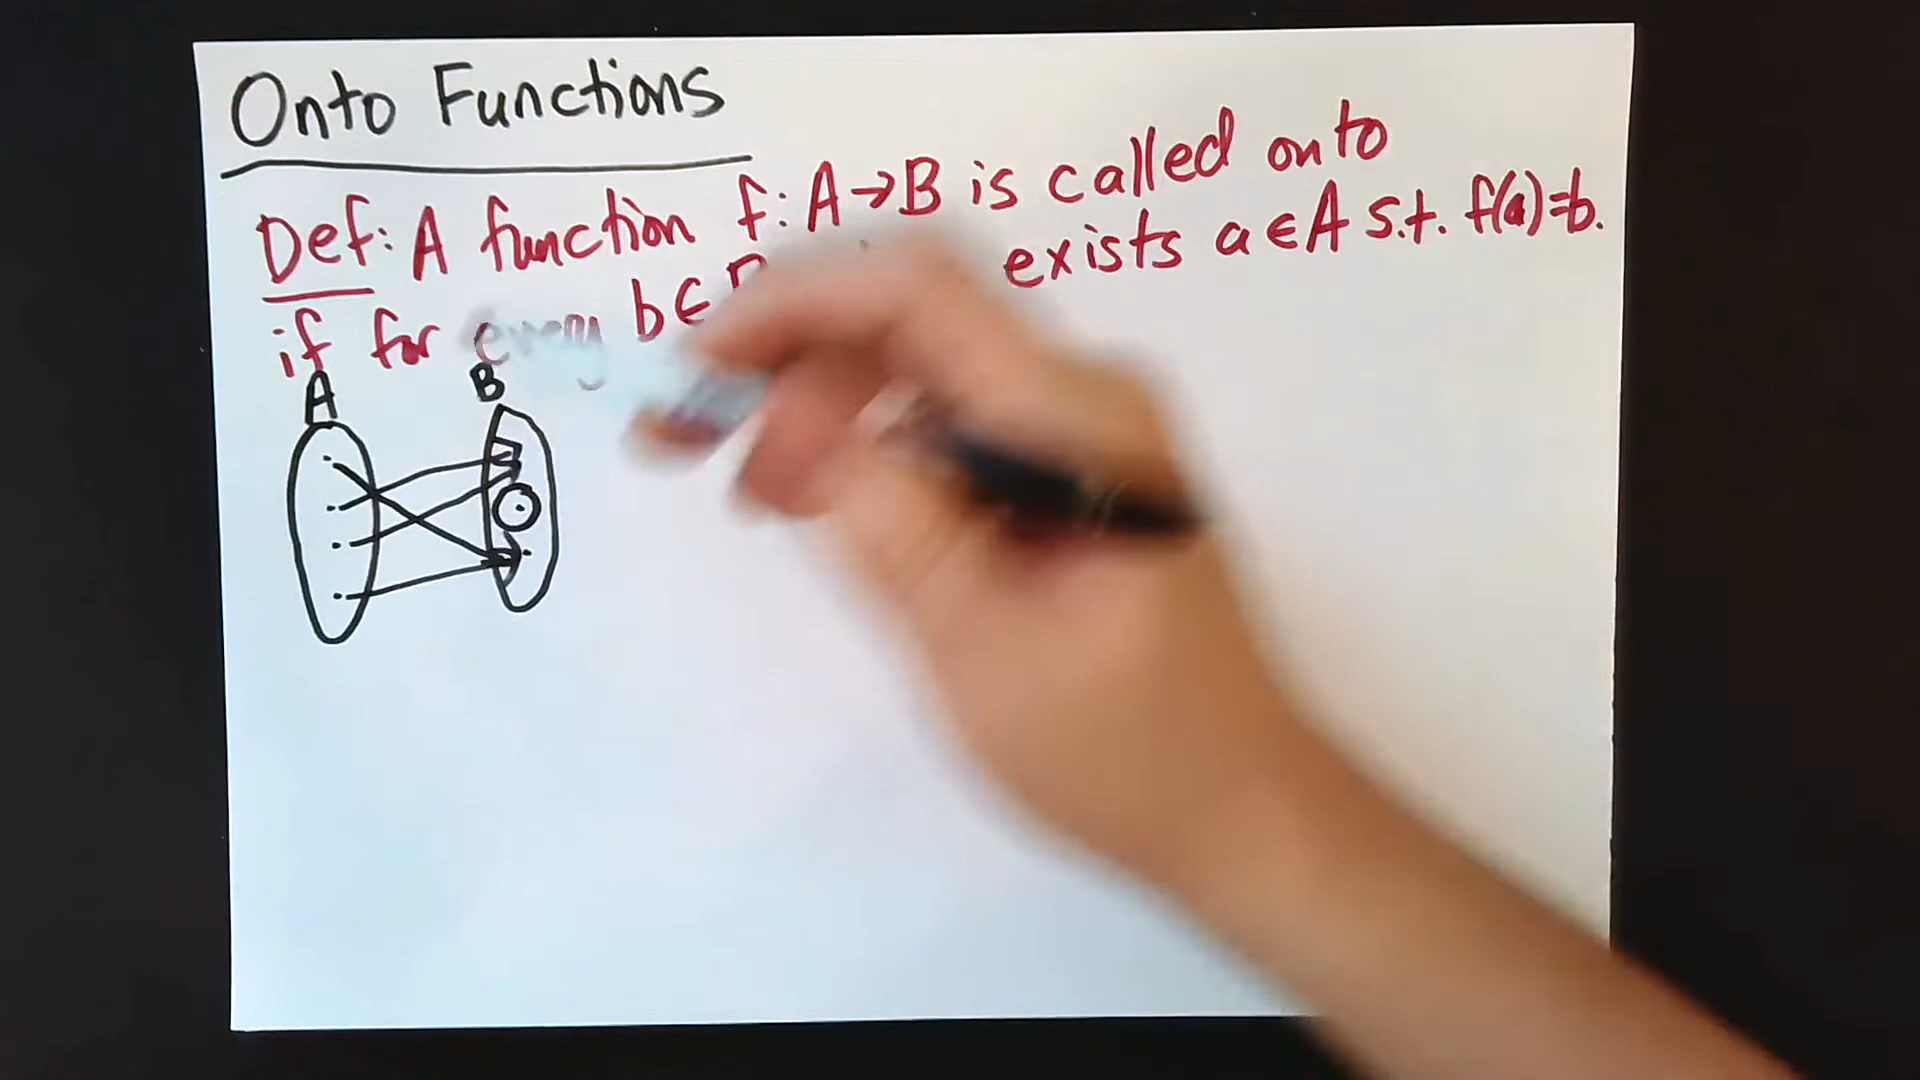 Onto Functions
Def: A function f: A→B is called onto
if for every b∈B exists a∈A s.t. f(a)=b.
A B